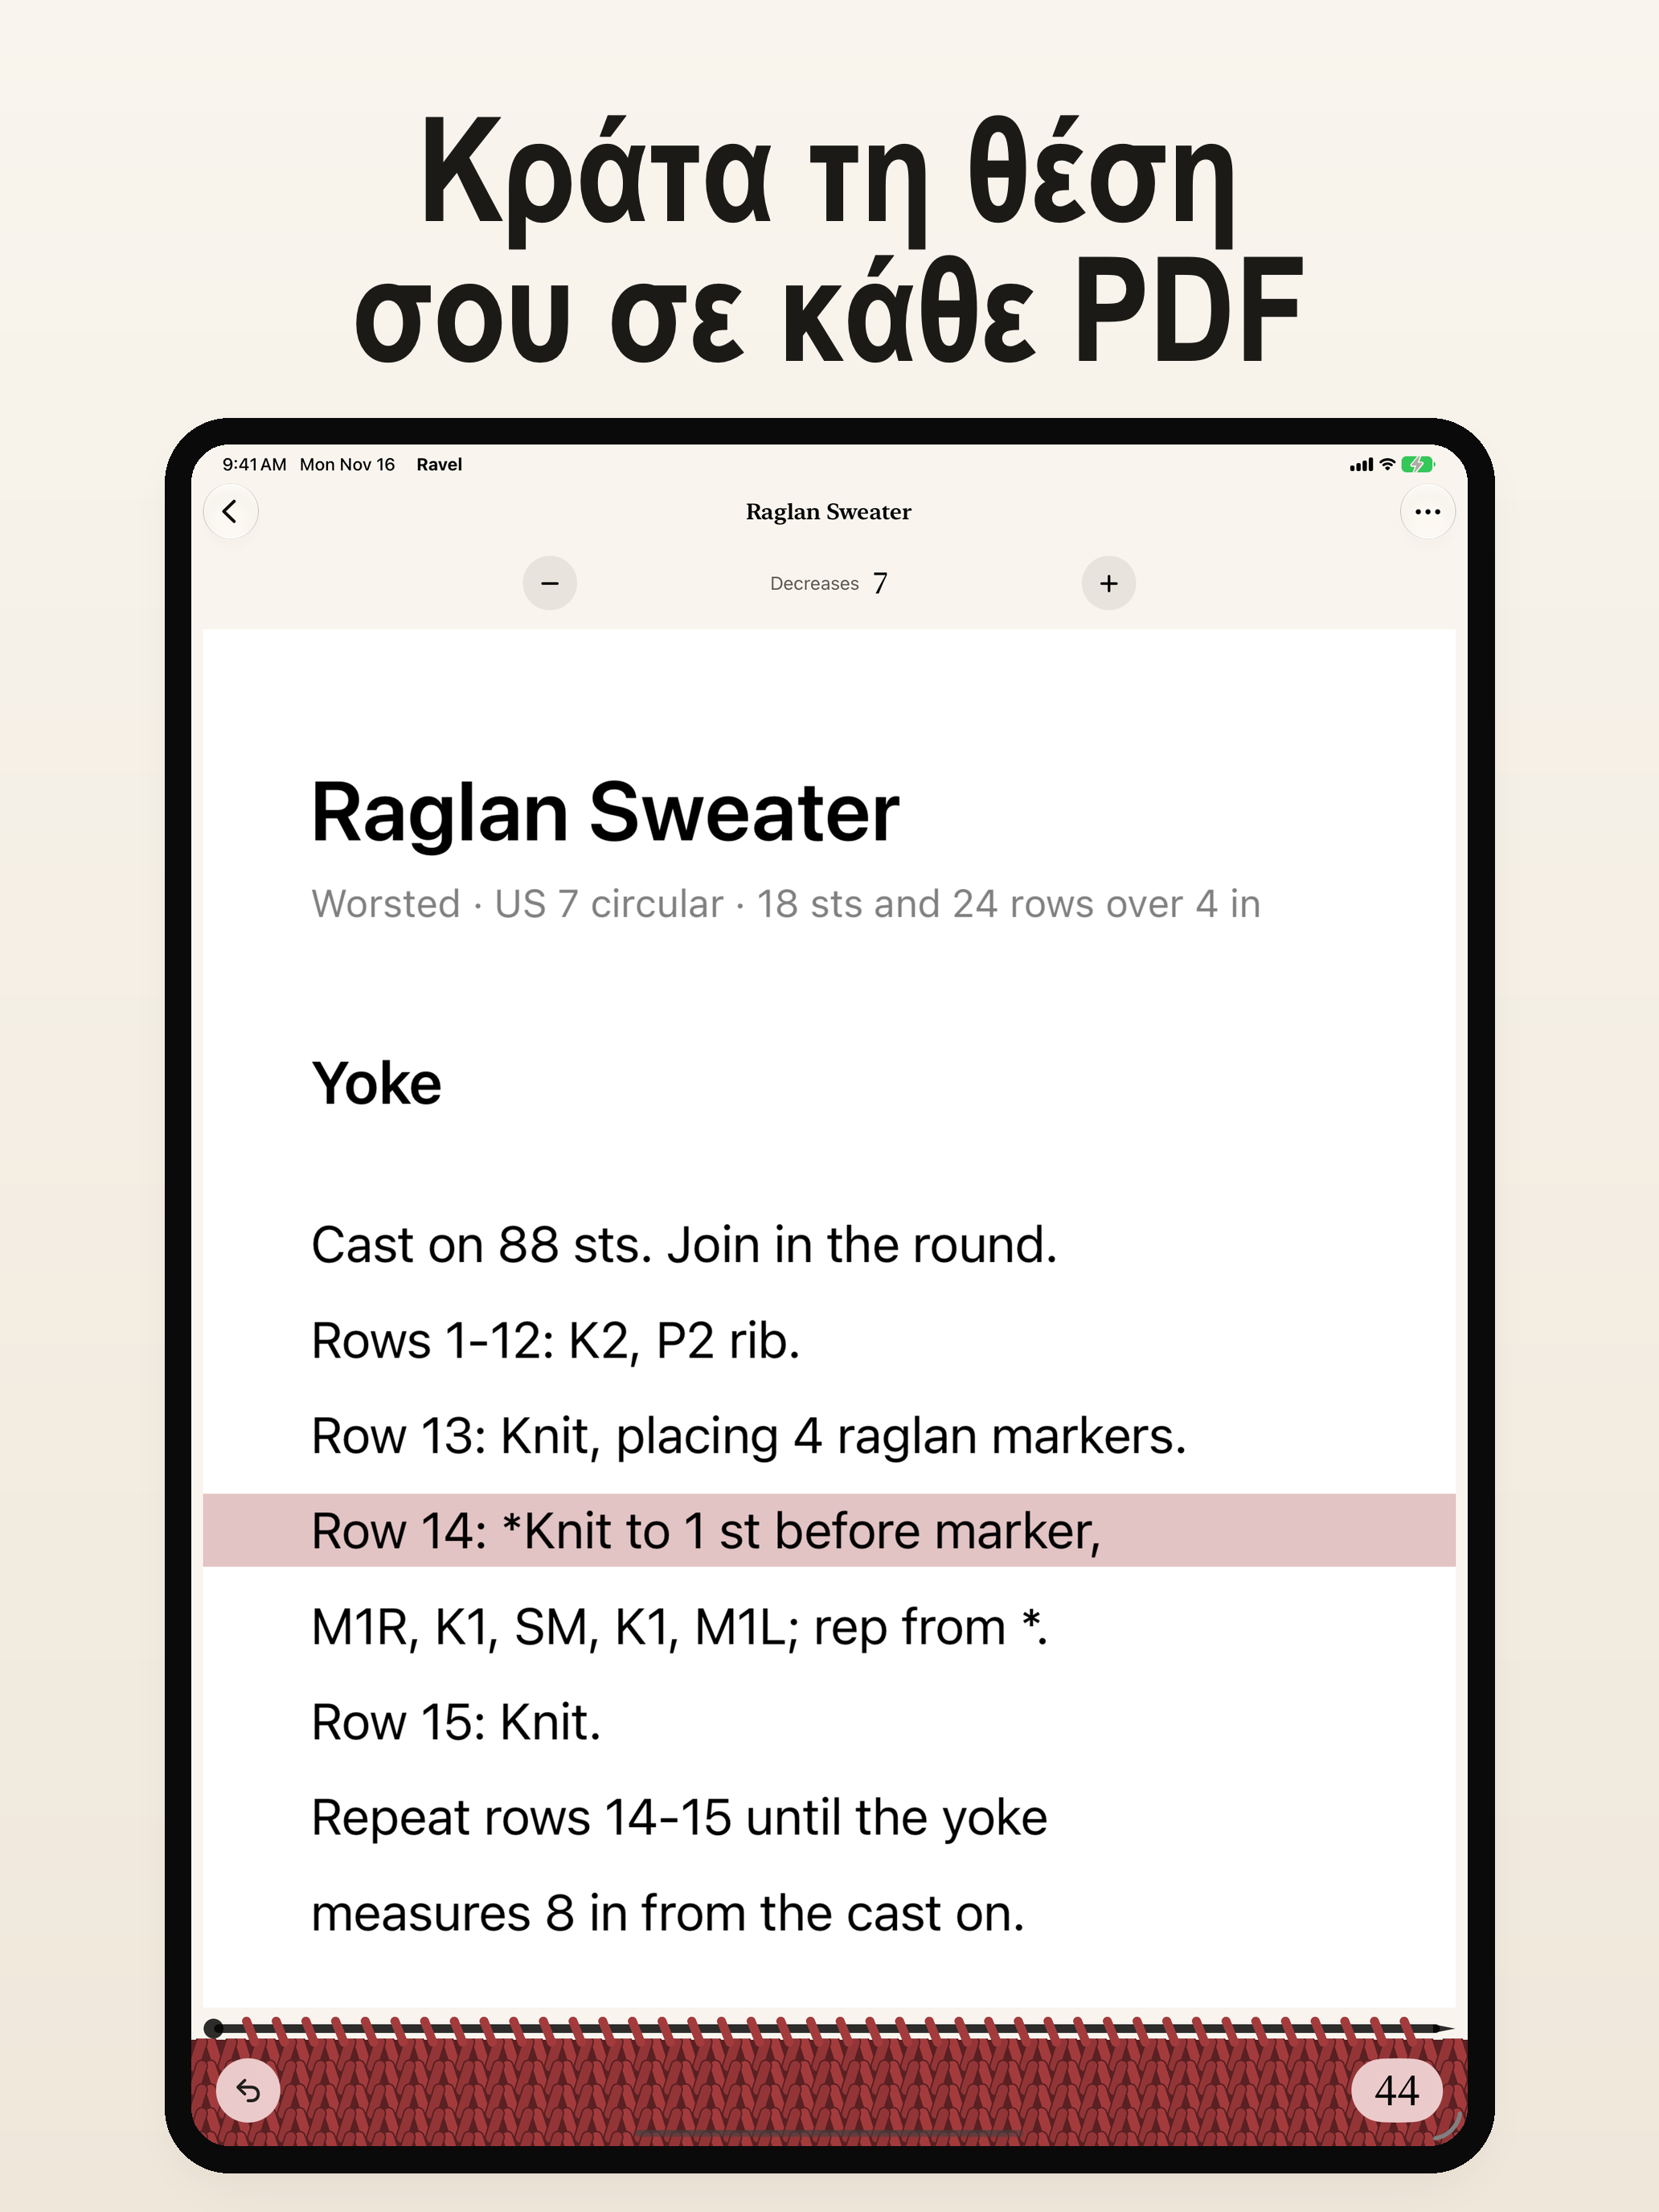 Κράτα τη θέση
σου σε κάθε PDF
9:41 AM Mon Nov 16 Ravel
Raglan Sweater
Decreases 7
Raglan Sweater
Worsted · US 7 circular · 18 sts and 24 rows over 4 in
Yoke
Cast on 88 sts. Join in the round.
Rows 1-12: K2, P2 rib.
Row 13: Knit, placing 4 raglan markers.
Row 14: *Knit to 1 st before marker,
M1R, K1, SM, K1, M1L; rep from *.
Row 15: Knit.
Repeat rows 14-15 until the yoke
measures 8 in from the cast on.
44